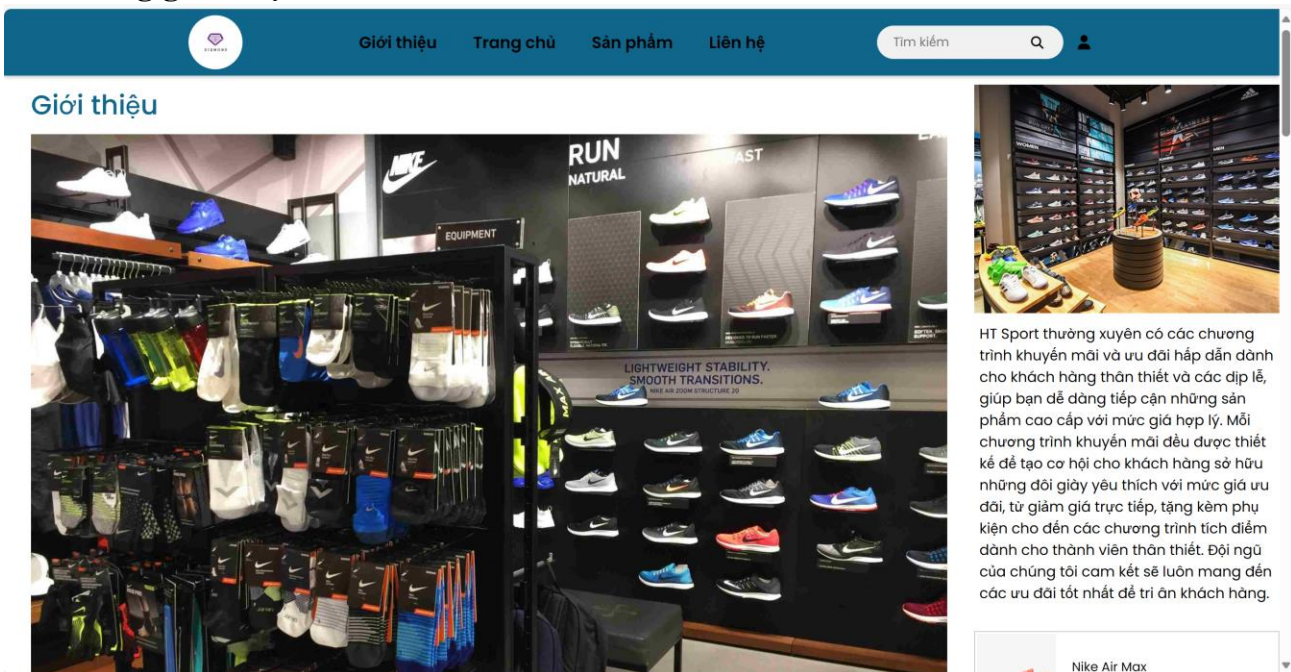 Giới thiệu
Trang chủ
Sản phẩm
Liên hệ
Tìm kiếm
Giới thiệu
NIKE
RUN
NATURAL
EQUIPMENT
LIGHTWEIGHT STABILITY.
SMOOTH TRANSITIONS.
NIKE AIR ZOOM STRUCTURE 20
WOMEN
MEN
HT Sport thường xuyên có các chương
trình khuyến mãi và ưu đãi hấp dẫn dành
cho khách hàng thân thiết và các dịp lễ,
giúp bạn dễ dàng tiếp cận những sản
phẩm cao cấp với mức giá hợp lý. Mỗi
chương trình khuyến mãi đều được thiết
kế để tạo cơ hội cho khách hàng sở hữu
những đôi giày yêu thích với mức giá ưu
đãi, từ giảm giá trực tiếp, tặng kèm phụ
kiện cho đến các chương trình tích điểm
dành cho thành viên thân thiết. Đội ngũ
của chúng tôi cam kết sẽ luôn mang đến
các ưu đãi tốt nhất để tri ân khách hàng.
Nike Air Max